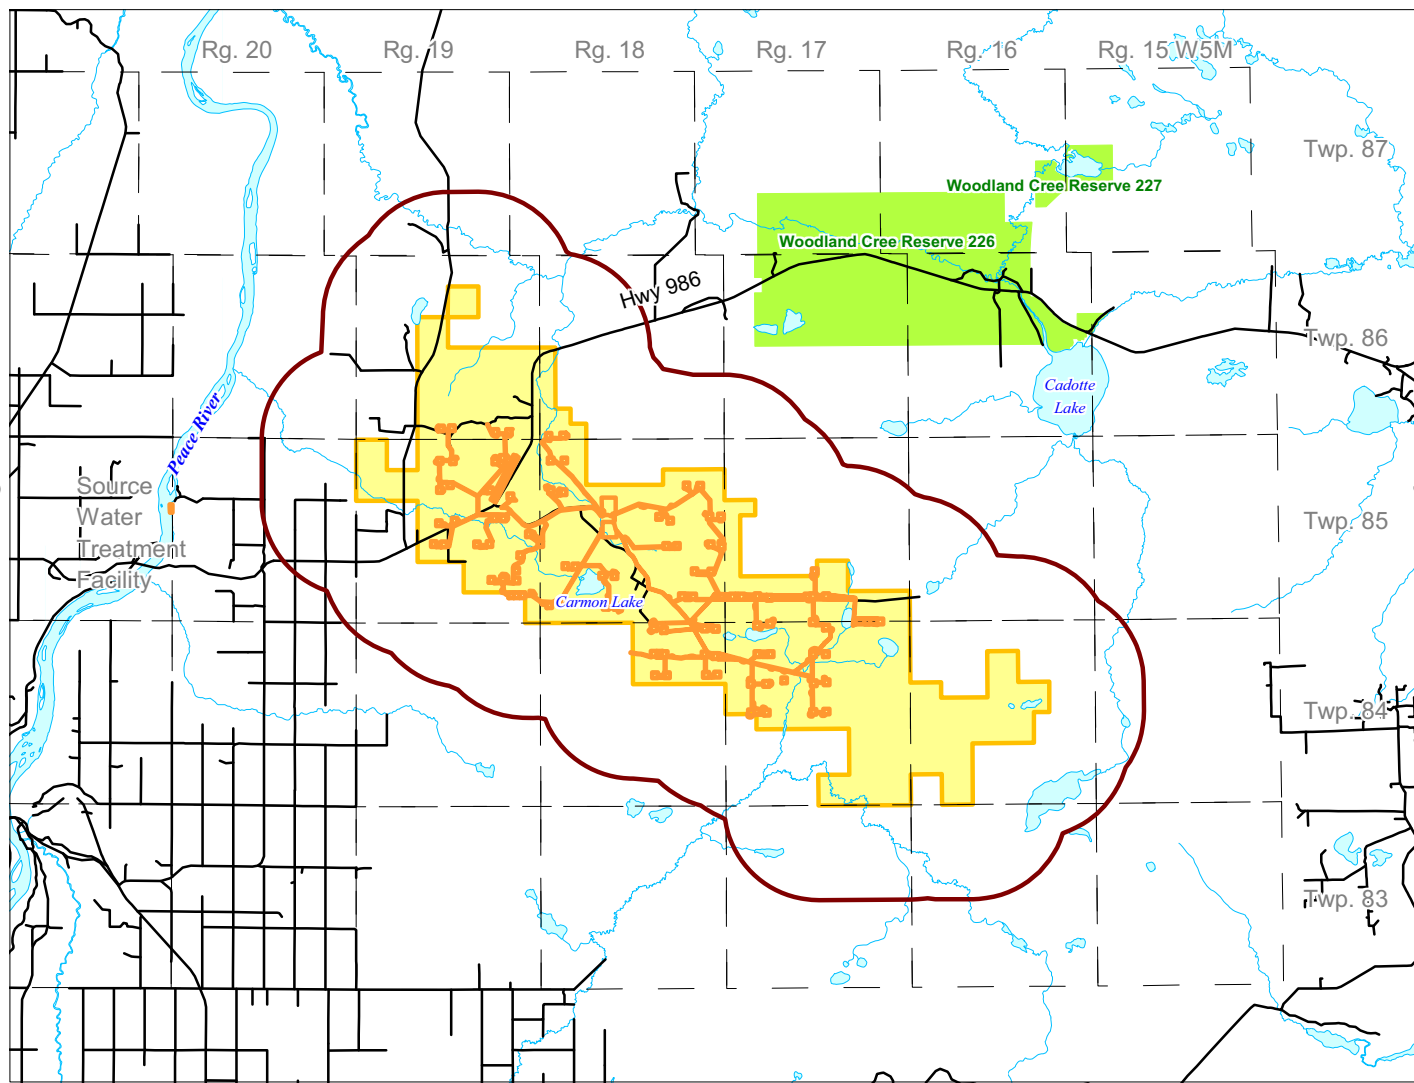 Rg. 20
Rg. 19
Rg. 18
Rg. 17
Rg. 16
Rg. 15 W5M
Twp. 87
Woodland Cree Reserve 227
Woodland Cree Reserve 226
Hwy 986
Twp. 86
Cadotte
Lake
Peace River
Source
Water
Treatment
Facility
Twp. 85
Carmon Lake
Twp. 84
Twp. 83